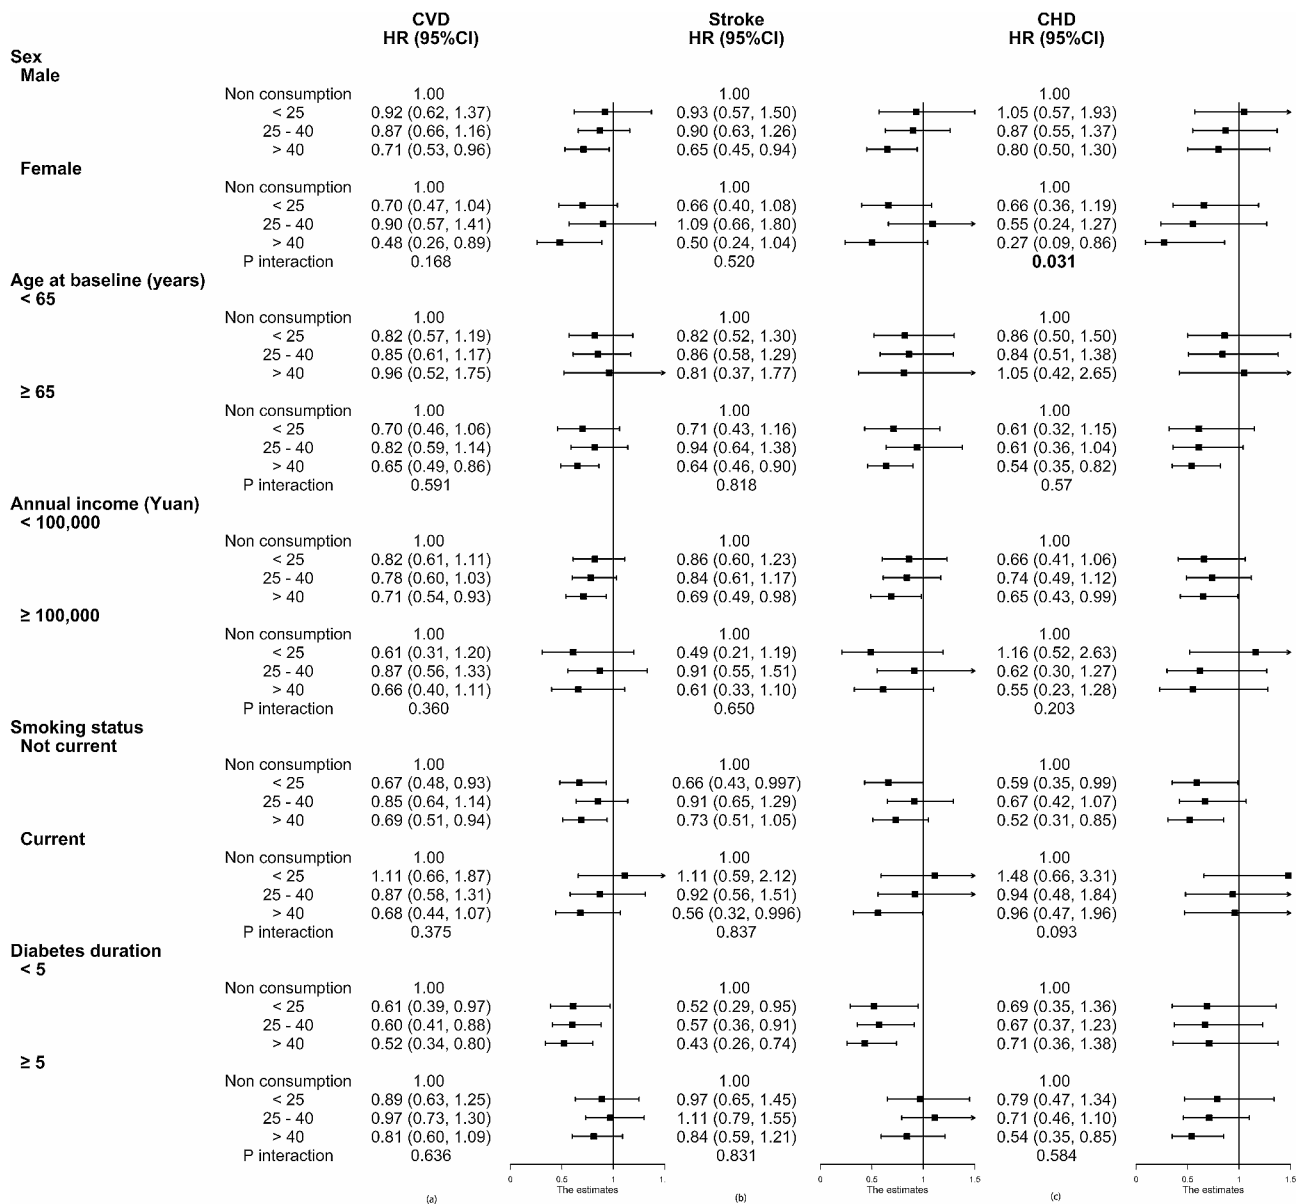 CVD Stroke CHD
HR (95%CI) HR (95%CI) HR (95%CI)
Sex
Male
Non consumption 1.00 1.00 1.00
< 25 0.92 (0.62, 1.37) 0.93 (0.57, 1.50) 1.05 (0.57, 1.93)
25 - 40 0.87 (0.66, 1.16) 0.90 (0.63, 1.26) 0.87 (0.55, 1.37)
> 40 0.71 (0.53, 0.96) 0.65 (0.45, 0.94) 0.80 (0.50, 1.30)
Female
Non consumption 1.00 1.00 1.00
< 25 0.70 (0.47, 1.04) 0.66 (0.40, 1.08) 0.66 (0.36, 1.19)
25 - 40 0.90 (0.57, 1.41) 1.09 (0.66, 1.80) 0.55 (0.24, 1.27)
> 40 0.48 (0.26, 0.89) 0.50 (0.24, 1.04) 0.27 (0.09, 0.86)
P interaction 0.168 0.520 0.031
Age at baseline (years)
< 65
Non consumption 1.00 1.00 1.00
< 25 0.82 (0.57, 1.19) 0.82 (0.52, 1.30) 0.86 (0.50, 1.50)
25 - 40 0.85 (0.61, 1.17) 0.86 (0.58, 1.29) 0.84 (0.51, 1.38)
> 40 0.96 (0.52, 1.75) 0.81 (0.37, 1.77) 1.05 (0.42, 2.65)
≥ 65
Non consumption 1.00 1.00 1.00
< 25 0.70 (0.46, 1.06) 0.71 (0.43, 1.16) 0.61 (0.32, 1.15)
25 - 40 0.82 (0.59, 1.14) 0.94 (0.64, 1.38) 0.61 (0.36, 1.04)
> 40 0.65 (0.49, 0.86) 0.64 (0.46, 0.90) 0.54 (0.35, 0.82)
P interaction 0.591 0.818 0.57
Annual income (Yuan)
< 100,000
Non consumption 1.00 1.00 1.00
< 25 0.82 (0.61, 1.11) 0.86 (0.60, 1.23) 0.66 (0.41, 1.06)
25 - 40 0.78 (0.60, 1.03) 0.84 (0.61, 1.17) 0.74 (0.49, 1.12)
> 40 0.71 (0.54, 0.93) 0.69 (0.49, 0.98) 0.65 (0.43, 0.99)
≥ 100,000
Non consumption 1.00 1.00 1.00
< 25 0.61 (0.31, 1.20) 0.49 (0.21, 1.19) 1.16 (0.52, 2.63)
25 - 40 0.87 (0.56, 1.33) 0.91 (0.55, 1.51) 0.62 (0.30, 1.27)
> 40 0.66 (0.40, 1.11) 0.61 (0.33, 1.10) 0.55 (0.23, 1.28)
P interaction 0.360 0.650 0.203
Smoking status
Not current
Non consumption 1.00 1.00 1.00
< 25 0.67 (0.48, 0.93) 0.66 (0.43, 0.997) 0.59 (0.35, 0.99)
25 - 40 0.85 (0.64, 1.14) 0.91 (0.65, 1.29) 0.67 (0.42, 1.07)
> 40 0.69 (0.51, 0.94) 0.73 (0.51, 1.05) 0.52 (0.31, 0.85)
Current
Non consumption 1.00 1.00 1.00
< 25 1.11 (0.66, 1.87) 1.11 (0.59, 2.12) 1.48 (0.66, 3.31)
25 - 40 0.87 (0.58, 1.31) 0.92 (0.56, 1.51) 0.94 (0.48, 1.84)
> 40 0.68 (0.44, 1.07) 0.56 (0.32, 0.996) 0.96 (0.47, 1.96)
P interaction 0.375 0.837 0.093
Diabetes duration
< 5
Non consumption 1.00 1.00 1.00
< 25 0.61 (0.39, 0.97) 0.52 (0.29, 0.95) 0.69 (0.35, 1.36)
25 - 40 0.60 (0.41, 0.88) 0.57 (0.36, 0.91) 0.67 (0.37, 1.23)
> 40 0.52 (0.34, 0.80) 0.43 (0.26, 0.74) 0.71 (0.36, 1.38)
≥ 5
Non consumption 1.00 1.00 1.00
< 25 0.89 (0.63, 1.25) 0.97 (0.65, 1.45) 0.79 (0.47, 1.34)
25 - 40 0.97 (0.73, 1.30) 1.11 (0.79, 1.55) 0.71 (0.46, 1.10)
> 40 0.81 (0.60, 1.09) 0.84 (0.59, 1.21) 0.54 (0.35, 0.85)
P interaction 0.636 0.831 0.584
0 0.5 1 1. 0 0.5 1 1. 0 0.5 1 1.5
The estimates The estimates The estimates
(a) (b) (c)